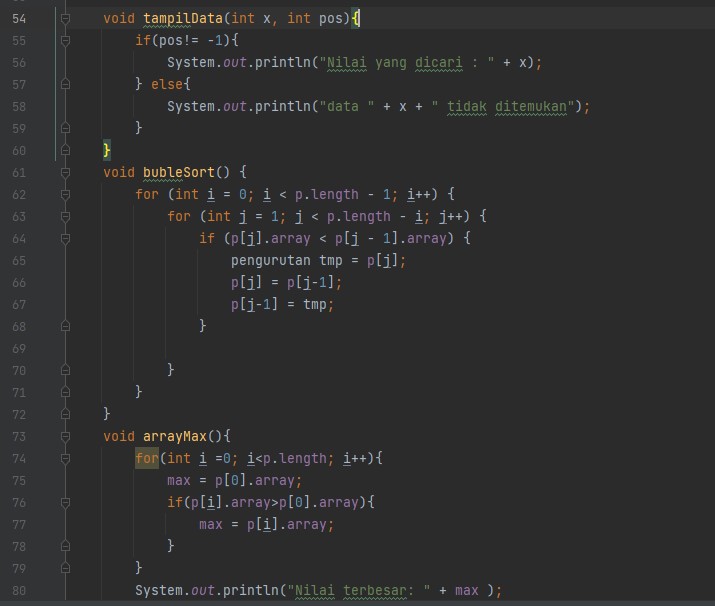 54 void tampilData(int x, int pos){
55 if(pos!= -1){
56 System.out.println("Nilai yang dicari : " + x);
57 } else{
58 System.out.println("data " + x + " tidak ditemukan");
59 }
60 }
61 void bubleSort() {
62 for (int i = 0; i < p.length - 1; i++) {
63 for (int j = 1; j < p.length - i; j++) {
64 if (p[j].array < p[j - 1].array) {
65 pengurutan tmp = p[j];
66 p[j] = p[j-1];
67 p[j-1] = tmp;
68 }
69
70 }
71 }
72 }
73 void arrayMax(){
74 for(int i =0; i<p.length; i++){
75 max = p[0].array;
76 if(p[i].array>p[0].array){
77 max = p[i].array;
78 }
79 }
80 System.out.println("Nilai terbesar: " + max );